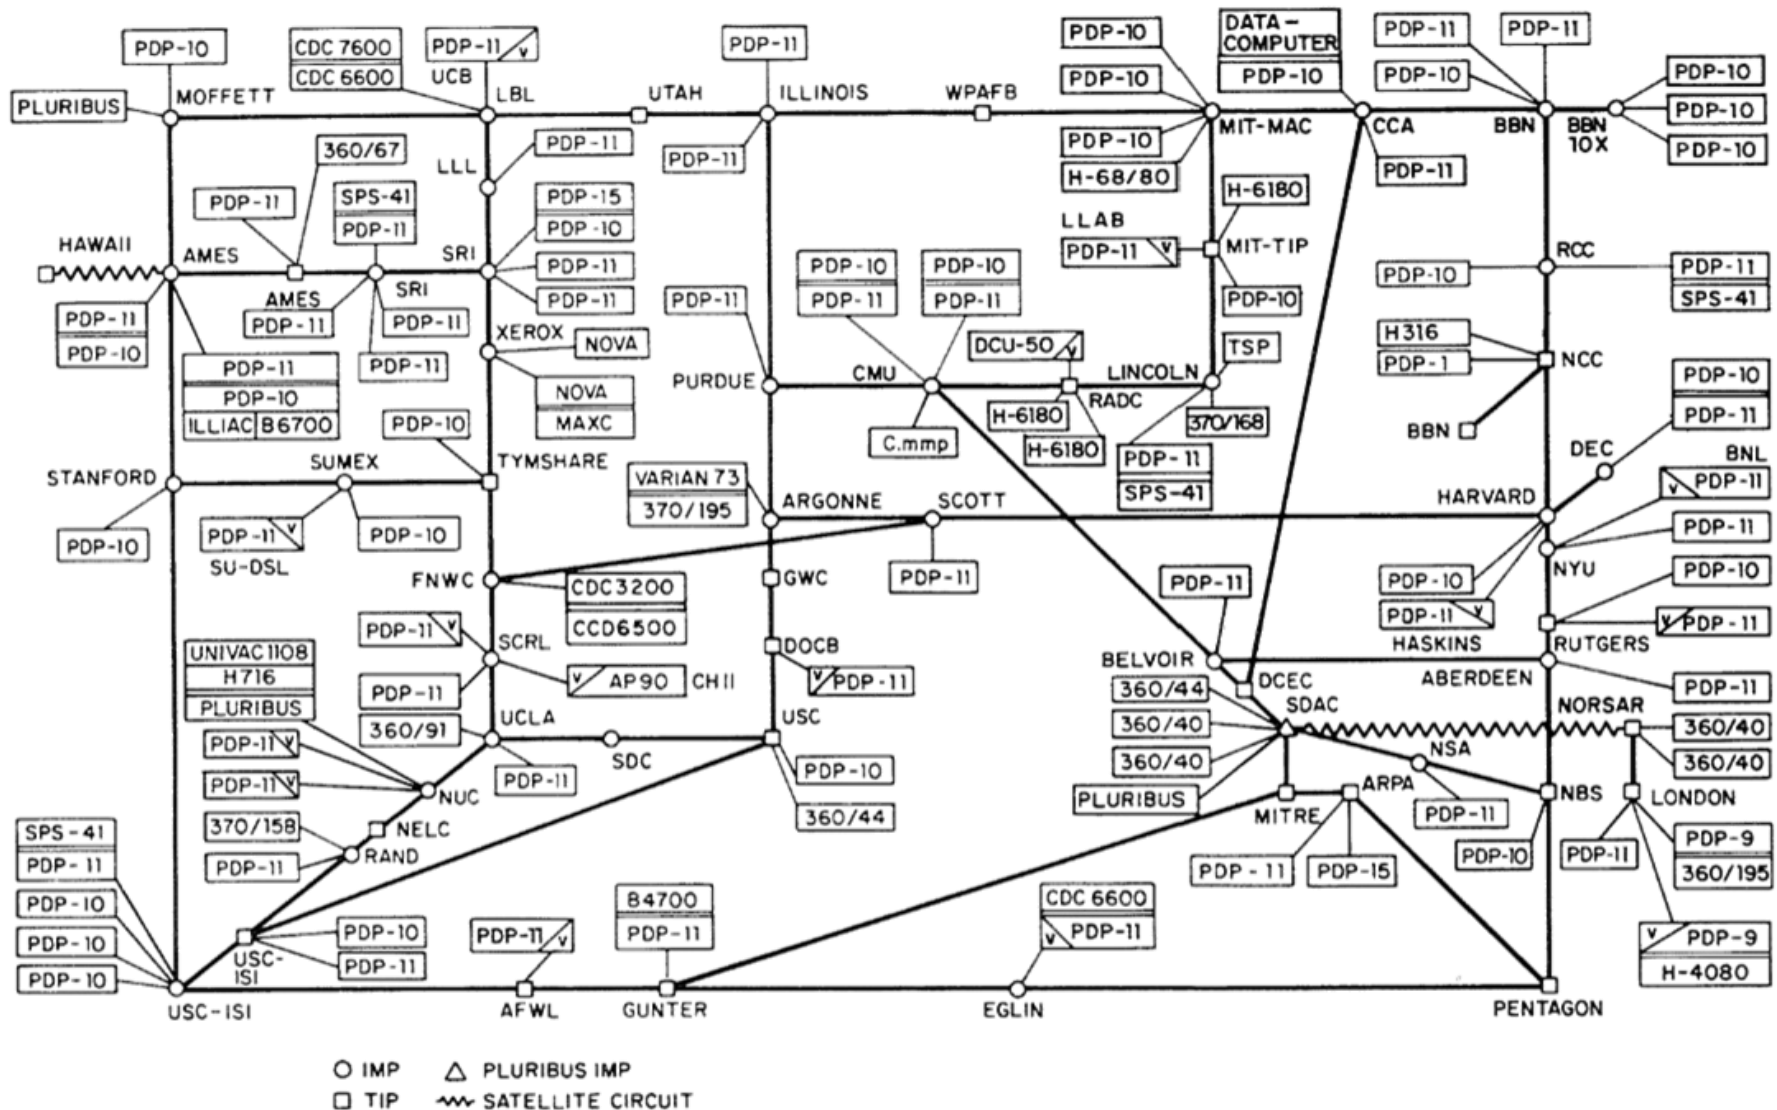 PDP-10
CDC 7600
CDC 6600
PDP-11 V
UCB
PDP-11
PDP-10
PDP-10
DATA-
COMPUTER
PDP-10
PDP-11
PDP-10
PDP-11
PDP-10
PDP-10
PDP-10
PLURIBUS
MOFFETT
LBL
UTAH
ILLINOIS
WPAFB
MIT-MAC
CCA
BBN
BBN
10X
360/67
LLL
PDP-11
PDP-11
PDP-10
H-68/80
PDP-11
PDP-11
SPS-41
PDP-11
PDP-15
PDP-10
LLAB
PDP-11 V
H-6180
MIT-TIP
HAWAII
AMES
SRI
PDP-11
PDP-11
RCC
PDP-10
PDP-11
SPS-41
AMES
SRI
PDP-11
PDP-11
PDP-11
PDP-10
PDP-11
PDP-11
PDP-10
PDP-11
PDP-10
PDP-11
PDP-10
PDP-11
PDP-10
ILLIAC
B6700
XEROX
NOVA
NOVA
MAXC
DCU-50 V
TSP
H316
PDP-1
NCC
PURDUE
CMU
RADC
LINCOLN
C.mmp
H-6180
H-6180
370/168
PDP-11
SPS-41
BBN
PDP-10
PDP-11
DEC
BNL
V PDP-11
PDP-10
STANFORD
SUMEX
TYMSHARE
VARIAN 73
370/195
ARGONNE
SCOTT
HARVARD
PDP-11
PDP-10
PDP-11 V
SU-DSL
PDP-10
FNWC
CDC3200
CCD6500
GWC
PDP-11
PDP-11
PDP-10
PDP-11 V
HASKINS
NYU
PDP-10
V PDP-11
RUTGERS
PDP-11 V
SCRL
V AP90
CHII
DOCB
V PDP-11
UNIVAC1108
H716
PLURIBUS
PDP-11
360/91
UCLA
PDP-11
SDC
USC
BELVOIR
DCEC
SDAC
ABERDEEN
PDP-11
360/44
360/40
360/40
PLURIBUS
NORSAR
360/40
360/40
PDP-11 V
PDP-11 V
NUC
PDP-10
360/44
NSA
ARPA
PDP-11
NBS
LONDON
MITRE
370/158
PDP-11
NELC
RAND
PDP-11
PDP-15
PDP-10
PDP-11
PDP-9
360/195
SPS-41
PDP-11
PDP-10
PDP-10
PDP-10
PDP-10
PDP-11
USC-
ISI
PDP-11 V
B4700
PDP-11
CDC 6600
V PDP-11
V PDP-9
H-4080
USC-ISI
AFWL
GUNTER
EGLIN
PENTAGON
IMP
PLURIBUS IMP
TIP
SATELLITE CIRCUIT